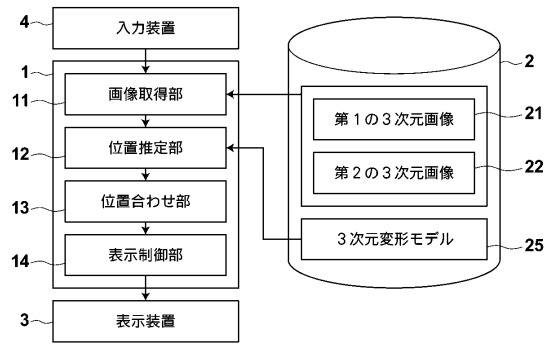 4
入力装置
1
11
画像取得部
12
位置推定部
13
位置合わせ部
14
表示制御部
3
表示装置
2
第1の3次元画像
21
第2の3次元画像
22
3次元変形モデル
25